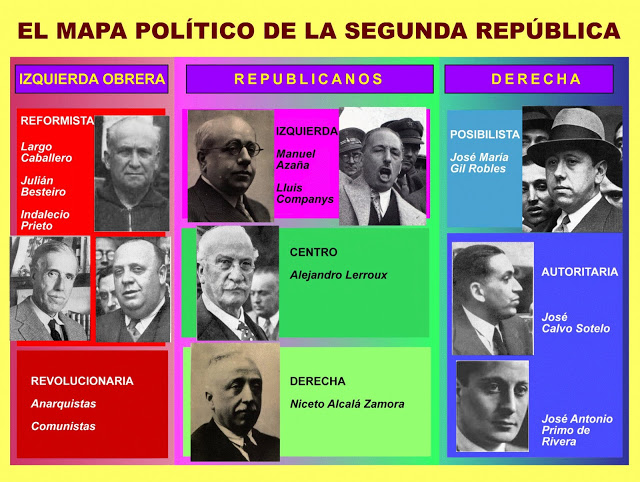 EL MAPA POLÍTICO DE LA SEGUNDA REPÚBLICA
IZQUIERDA OBRERA
REFORMISTA
Largo
Caballero
Julián
Besteiro
Indalecio
Prieto
REVOLUCIONARIA
Anarquistas
Comunistas
REPUBLICANOS
IZQUIERDA
Manuel
Azaña
Lluís
Companys
CENTRO
Alejandro Lerroux
DERECHA
Niceto Alcalá Zamora
DERECHA
POSIBILISTA
José María
Gil Robles
AUTORITARIA
José
Calvo Sotelo
José Antonio
Primo de
Rivera